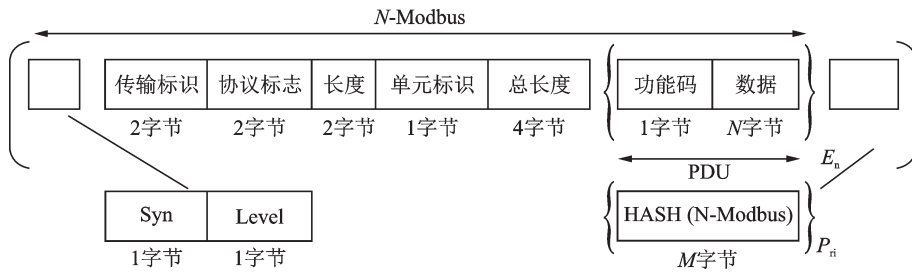 N-Modbus
传输标识 协议标志 长度 单元标识 总长度 功能码 数据
2字节 2字节 2字节 1字节 4字节 1字节 N字节
PDU
En
Syn Level HASH (N-Modbus)
Pri
1字节 1字节 M字节